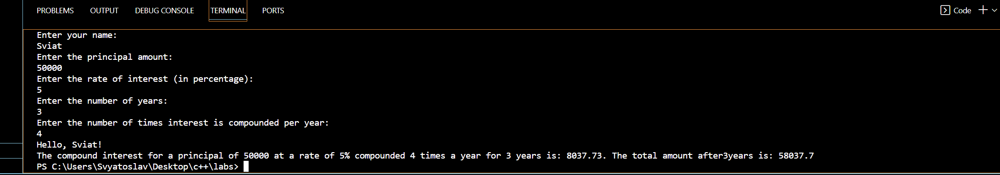 PROBLEMS OUTPUT DEBUG CONSOLE TERMINAL PORTS Code
Enter your name:
Sviat
Enter the principal amount:
50000
Enter the rate of interest (in percentage):
5
Enter the number of years:
3
Enter the number of times interest is compounded per year:
4
Hello, Sviat!
The compound interest for a principal of 50000 at a rate of 5% compounded 4 times a year for 3 years is: 8037.73. The total amount after3years is: 58037.7
PS C:\Users\Svyatoslav\Desktop\c++\labs>